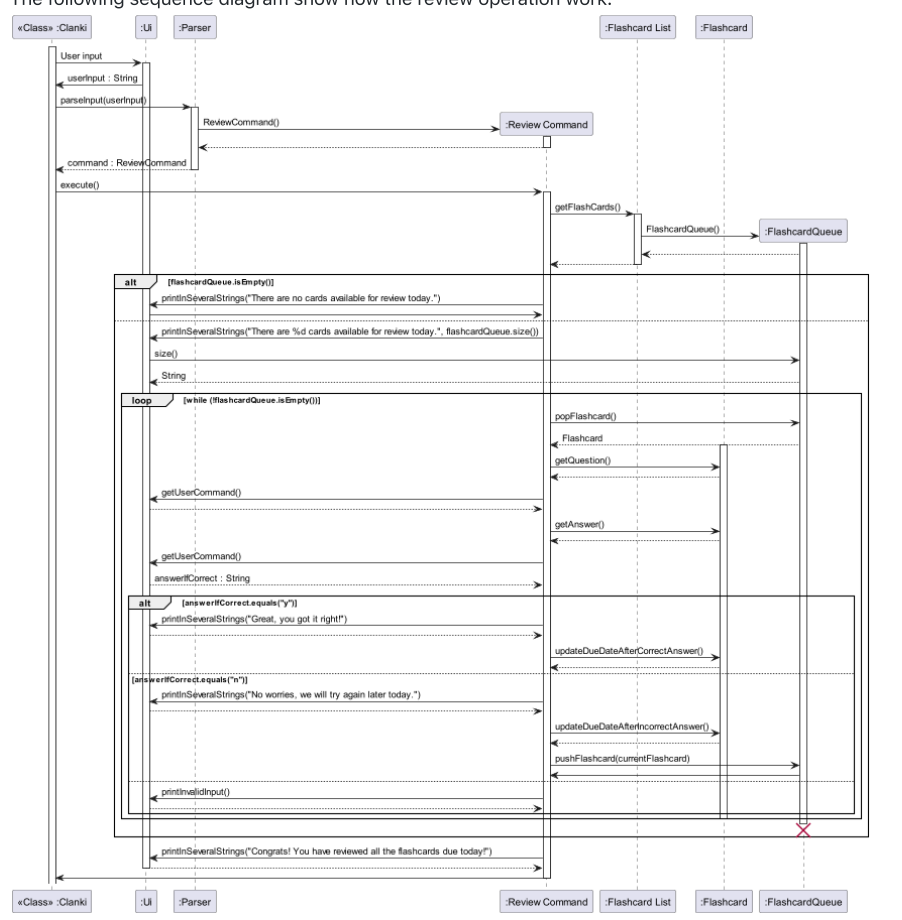 The following sequence diagram show how the review operation work.
«Class» :Clanki
:Ui
:Parser
:Flashcard List
:Flashcard
User input
userInput : String
parseInput(userInput)
ReviewCommand()
:Review Command
command : ReviewCommand
execute()
getFlashCards()
FlashcardQueue()
:FlashcardQueue
alt
[flashcardQueue.isEmpty()]
printlnSeveralStrings("There are no cards available for review today.")
printlnSeveralStrings("There are %d cards available for review today.", flashcardQueue.size())
size()
String
loop
[while (!flashcardQueue.isEmpty())]
popFlashcard()
Flashcard
getQuestion()
getUserCommand()
getAnswer()
getUserCommand()
answerIfCorrect : String
alt
[answerIfCorrect.equals("y")]
printlnSeveralStrings("Great, you got it right!")
updateDueDateAfterCorrectAnswer()
[answerIfCorrect.equals("n")]
printlnSeveralStrings("No worries, we will try again later today.")
updateDueDateAfterIncorrectAnswer()
pushFlashcard(currentFlashcard)
printInvalidInput()
printlnSeveralStrings("Congrats! You have reviewed all the flashcards due today!")
«Class» :Clanki
:Ui
:Parser
:Review Command
:Flashcard List
:Flashcard
:FlashcardQueue